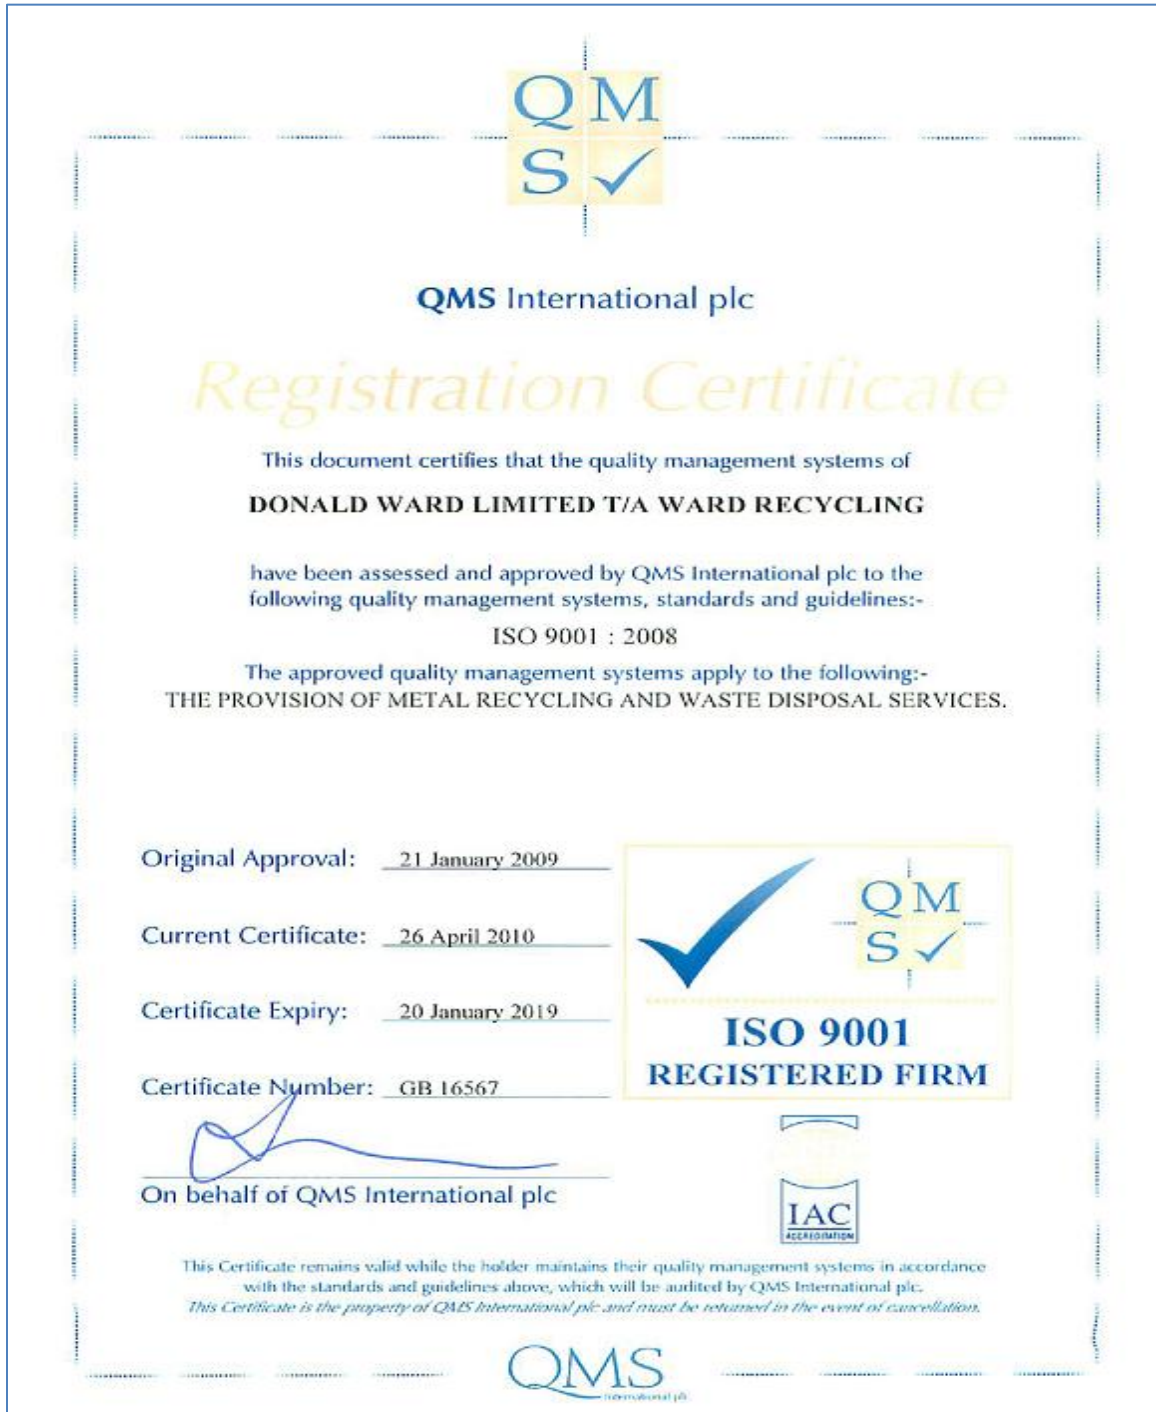 Q M
S
QMS International plc
Registration Certificate
This document certifies that the quality management systems of
DONALD WARD LIMITED T/A WARD RECYCLING
have been assessed and approved by QMS International plc to the
following quality management systems, standards and guidelines:-
ISO 9001 : 2008
The approved quality management systems apply to the following:-
THE PROVISION OF METAL RECYCLING AND WASTE DISPOSAL SERVICES.
Original Approval: 21 January 2009
Current Certificate: 26 April 2010
Certificate Expiry: 20 January 2019
Certificate Number: GB 16567
Q M
S
ISO 9001
REGISTERED FIRM
On behalf of QMS International plc
IAC
ACCREDITATION
This Certificate remains valid while the holder maintains their quality management systems in accordance
with the standards and guidelines above, which will be audited by QMS International plc.
This Certificate is the property of QMS International plc and must be returned in the event of cancellation.
QMS
International plc